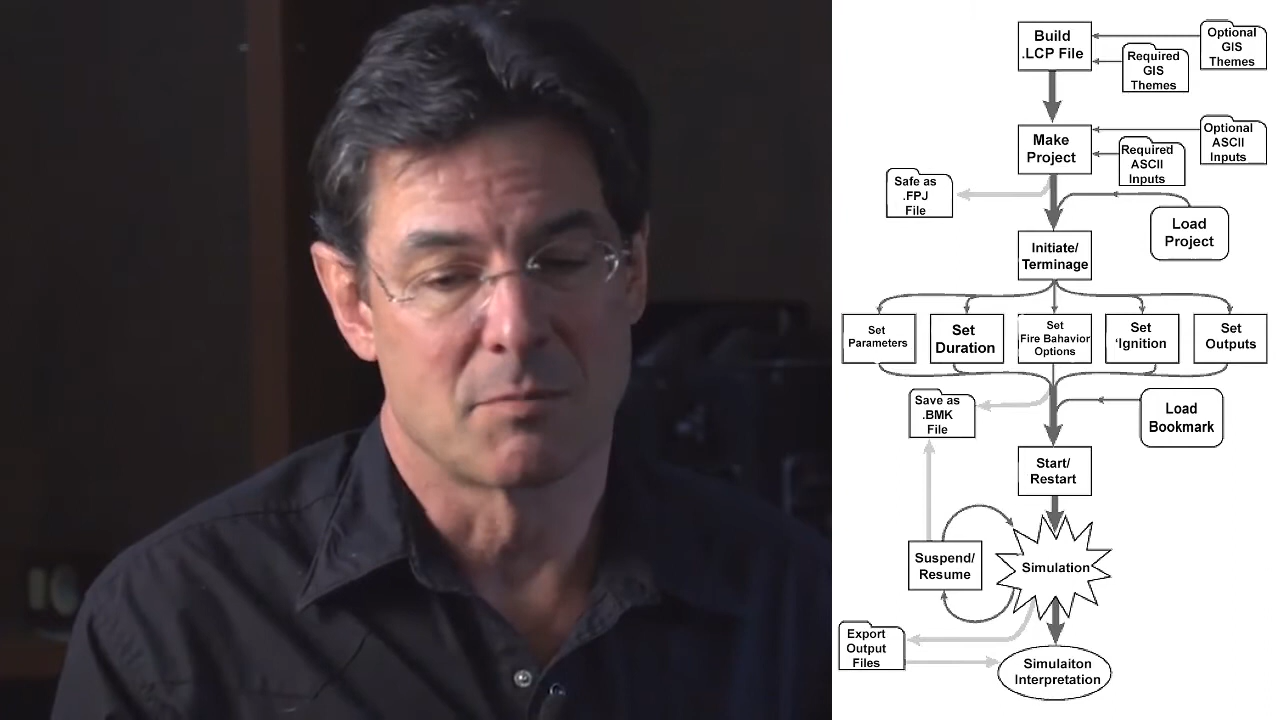 Build
.LCP File
Optional
GIS
Themes
Required
GIS
Themes
Make
Project
Optional
ASCII
Inputs
Required
ASCII
Inputs
Safe as
.FPJ
File
Load
Project
Initiate/
Terminage
Set
Parameters
Set
Duration
Set
Fire Bahavior
Options
Set
'Ignition
Set
Outputs
Save as
.BMK
File
Load
Bookmark
Start/
Restart
Suspend/
Resume
Simulation
Export
Output
Files
Simulaiton
Interpretation